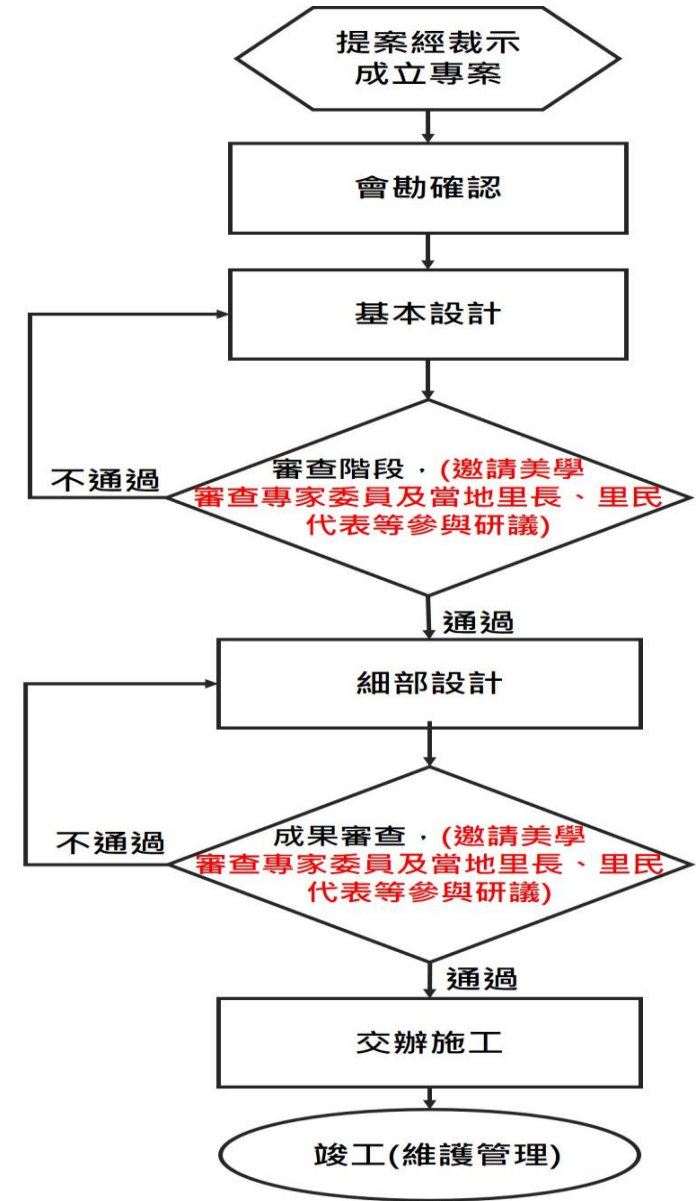 提案經裁示
成立專案
會勘確認
基本設計
審查階段，(邀請美學
審查專家委員及當地里長、里民
代表等參與研議)
不通過
通過
細部設計
成果審查，(邀請美學
審查專家委員及當地里長、里民
代表等參與研議)
不通過
通過
交辦施工
竣工(維護管理)